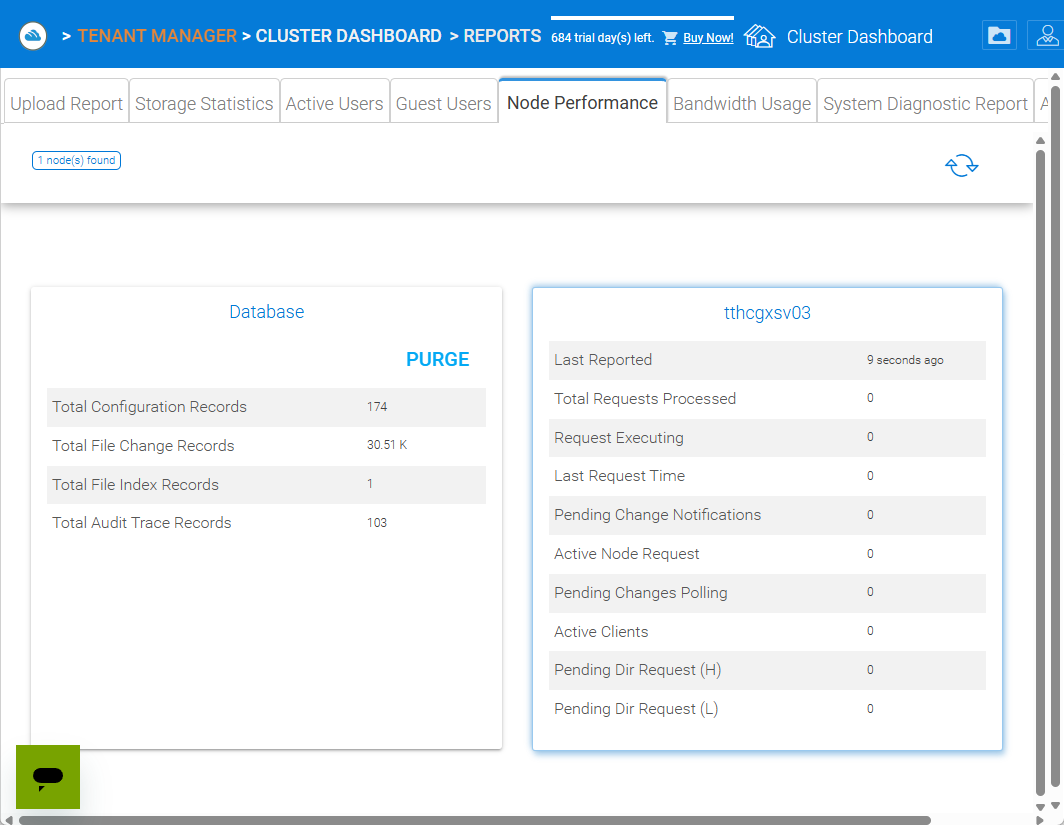 > TENANT MANAGER > CLUSTER DASHBOARD > REPORTS 684 trial day(s) left. Buy Now! Cluster Dashboard
Upload Report Storage Statistics Active Users Guest Users Node Performance Bandwidth Usage System Diagnostic Report A
1 node(s) found
Database
PURGE
Total Configuration Records 174
Total File Change Records 30.51 K
Total File Index Records 1
Total Audit Trace Records 103
tthcgxsv03
Last Reported 9 seconds ago
Total Requests Processed 0
Request Executing 0
Last Request Time 0
Pending Change Notifications 0
Active Node Request 0
Pending Changes Polling 0
Active Clients 0
Pending Dir Request (H) 0
Pending Dir Request (L) 0